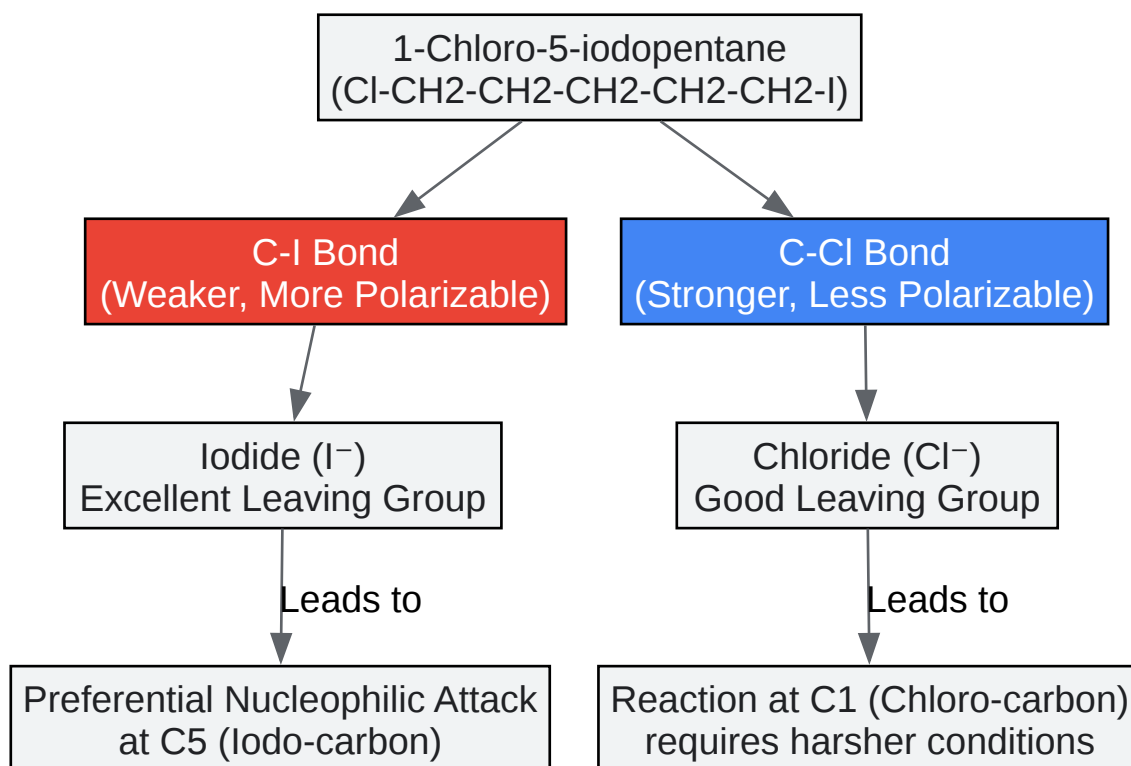 1-Chloro-5-iodopentane
(Cl-CH2-CH2-CH2-CH2-CH2-I)
C-I Bond
(Weaker, More Polarizable)
C-Cl Bond
(Stronger, Less Polarizable)
Iodide (I⁻)
Excellent Leaving Group
Chloride (Cl⁻)
Good Leaving Group
Leads to
Leads to
Preferential Nucleophilic Attack
at C5 (Iodo-carbon)
Reaction at C1 (Chloro-carbon)
requires harsher conditions